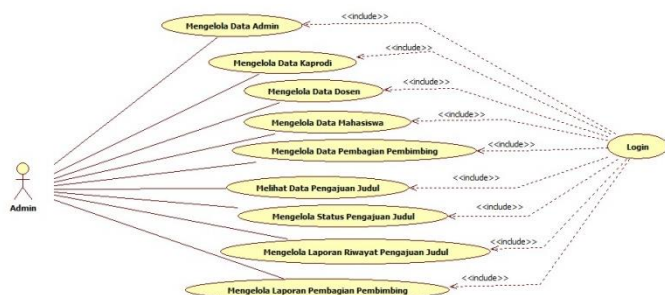 <<include>>
Mengelola Data Admin
<<include>>
Mengelola Data Kaprodi
<<include>>
Mengelola Data Dosen
<<include>>
Mengelola Data Mahasiswa
<<include>>
Mengelola Data Pembagian Pembimbing
Login
<<include>>
Melihat Data Pengajuan Judul
Admin
<<include>>
Mengelola Status Pengajuan Judul
<<include>>
Mengelola Laporan Riwayat Pengajuan Judul
<<include>>
Mengelola Laporan Pembagian Pembimbing